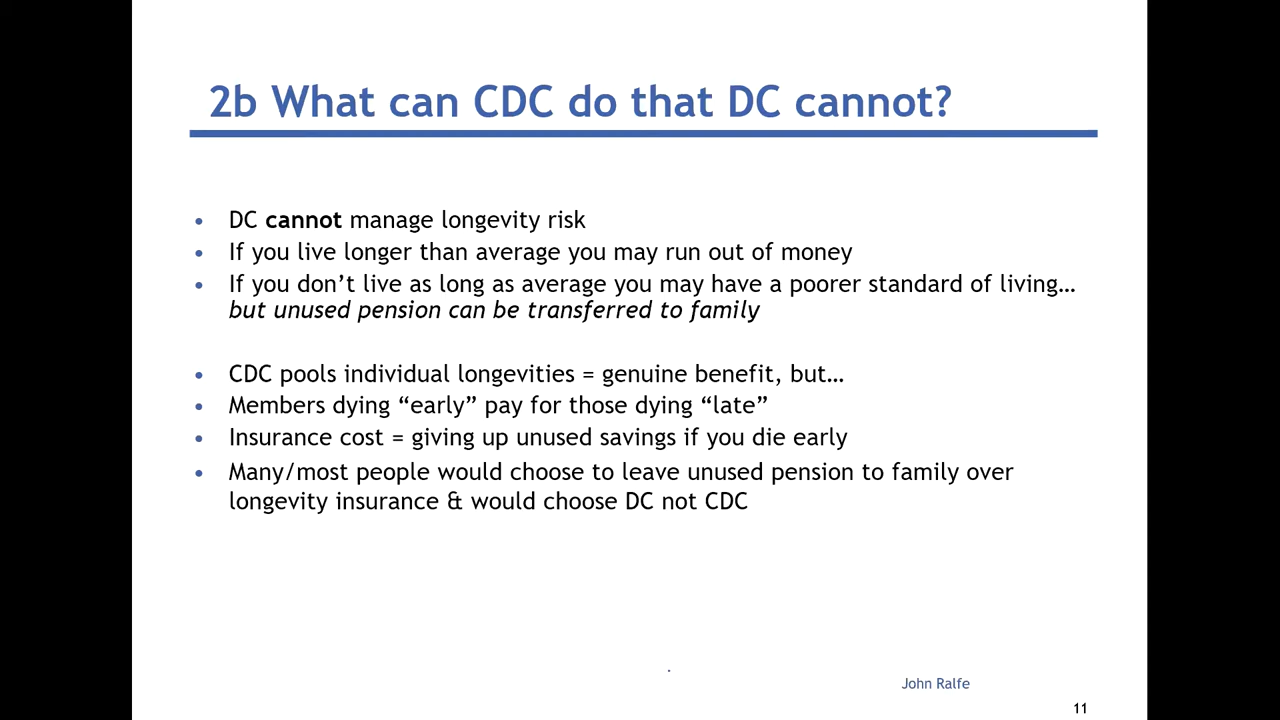 2b What can CDC do that DC cannot?
• DC cannot manage longevity risk
• If you live longer than average you may run out of money
• If you don’t live as long as average you may have a poorer standard of living…
but unused pension can be transferred to family
• CDC pools individual longevities = genuine benefit, but…
• Members dying “early” pay for those dying “late”
• Insurance cost = giving up unused savings if you die early
• Many/most people would choose to leave unused pension to family over
longevity insurance & would choose DC not CDC
.
John Ralfe
11